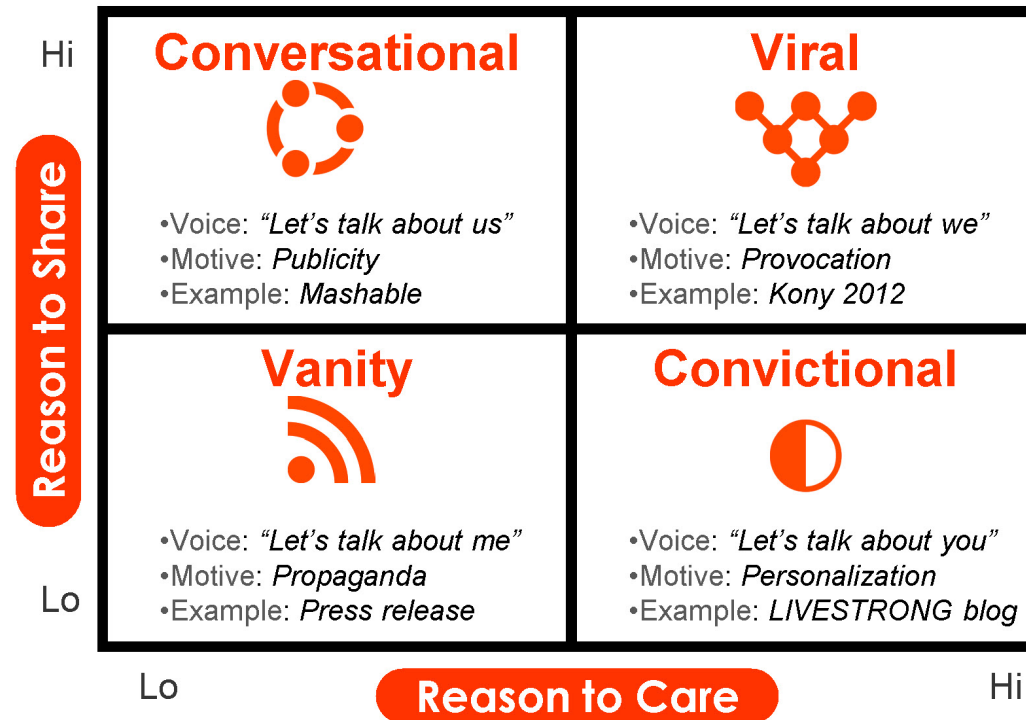 Hi
Reason to Share
Lo
Conversational
•Voice: “Let’s talk about us”
•Motive: Publicity
•Example: Mashable
Viral
•Voice: “Let’s talk about we”
•Motive: Provocation
•Example: Kony 2012
Vanity
•Voice: “Let’s talk about me”
•Motive: Propaganda
•Example: Press release
Convictional
•Voice: “Let’s talk about you”
•Motive: Personalization
•Example: LIVESTRONG blog
Lo
Reason to Care
Hi